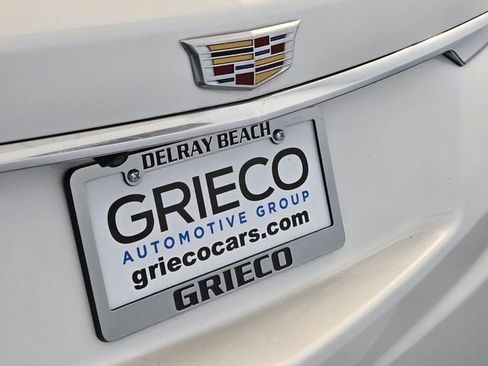 DELRAY BEACH
GRIECO
AUTOMOTIVE GROUP
griecocars.com
GRIECO